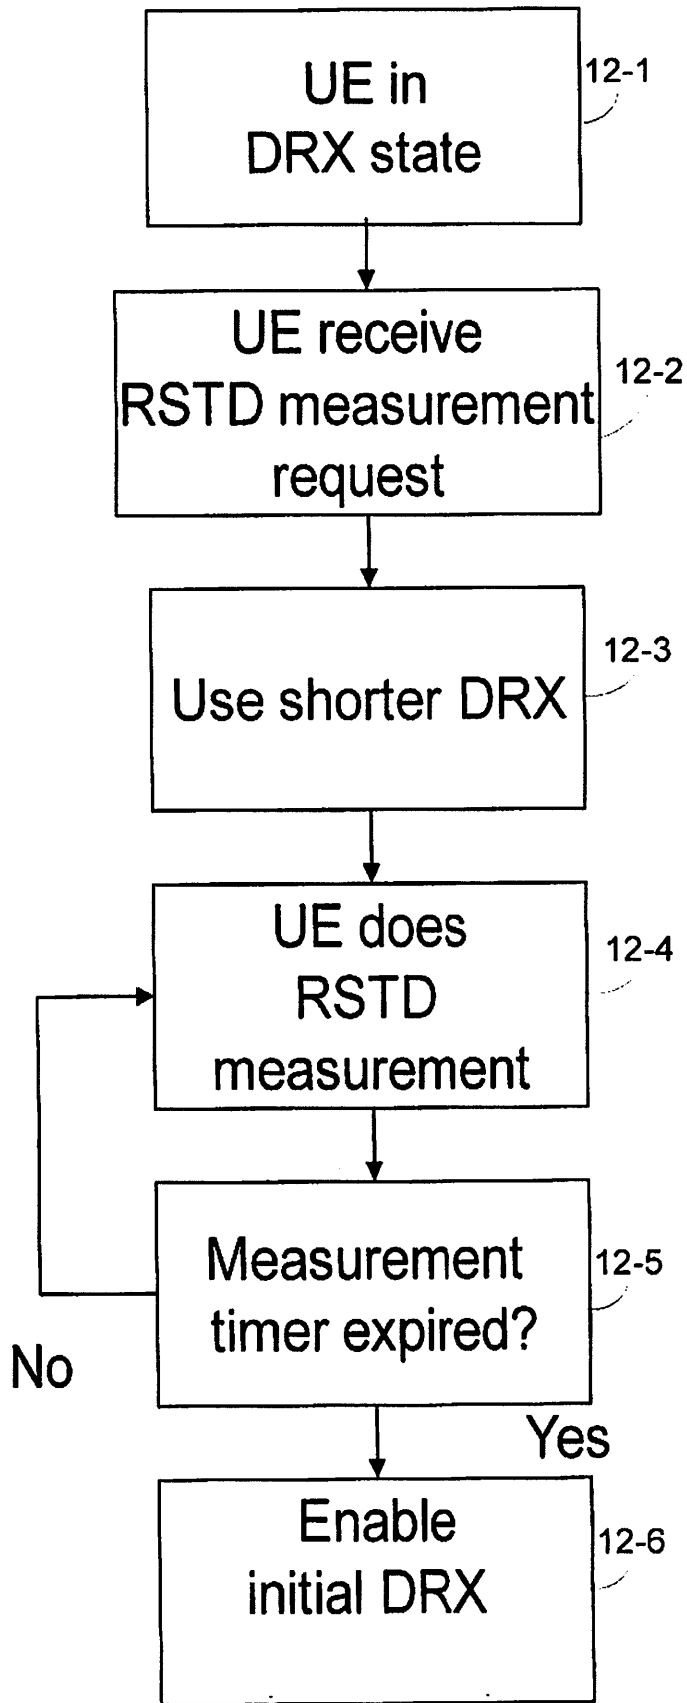 UE in
DRX state
12-1
UE receive
RSTD measurement
request
12-2
Use shorter DRX
12-3
UE does
RSTD
measurement
12-4
Measurement
timer expired?
12-5
No
Yes
Enable
initial DRX
12-6